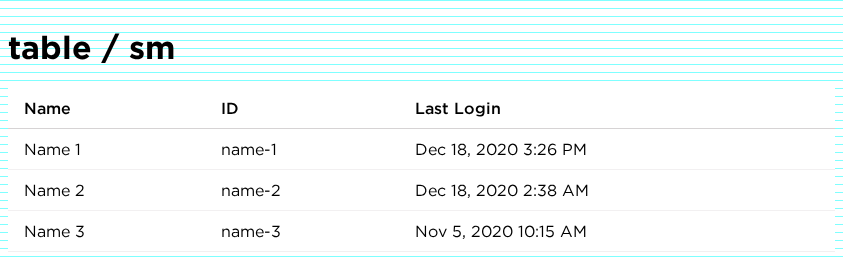 table / sm
Name ID Last Login
Name 1 name-1 Dec 18, 2020 3:26 PM
Name 2 name-2 Dec 18, 2020 2:38 AM
Name 3 name-3 Nov 5, 2020 10:15 AM